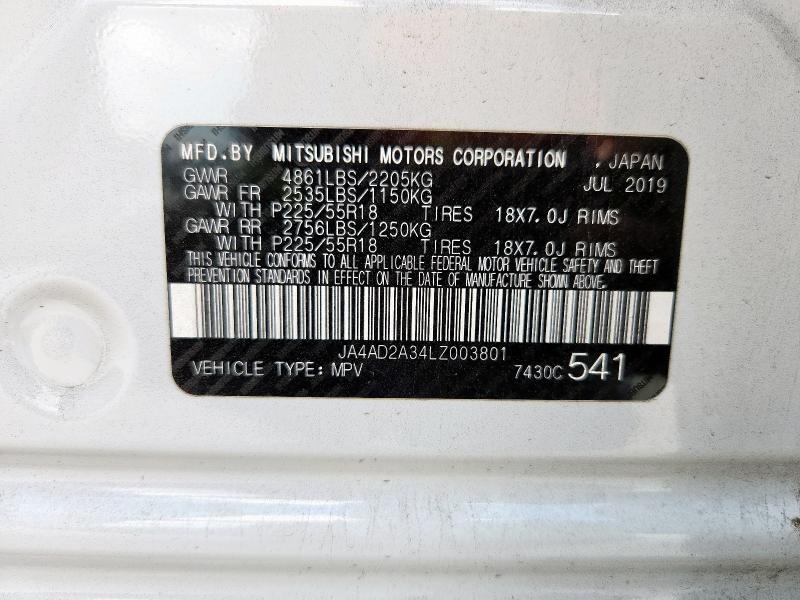 MFD.BY MITSUBISHI MOTORS CORPORATION , JAPAN
GVWR 4861LBS/2205KG JUL 2019
GAWR FR 2535LBS/1150KG
WITH P225/55R18 TIRES 18X7.0J RIMS
GAWR RR 2756LBS/1250KG
WITH P225/55R18 TIRES 18X7.0J RIMS
THIS VEHICLE CONFORMS TO ALL APPLICABLE FEDERAL MOTOR VEHICLE SAFETY AND THEFT
PREVENTION STANDARDS IN EFFECT ON THE DATE OF MANUFACTURE SHOWN ABOVE.
JA4AD2A34LZ003801
VEHICLE TYPE: MPV 7430C 541